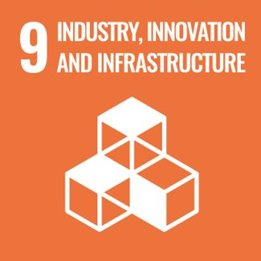 9 INDUSTRY, INNOVATION
AND INFRASTRUCTURE